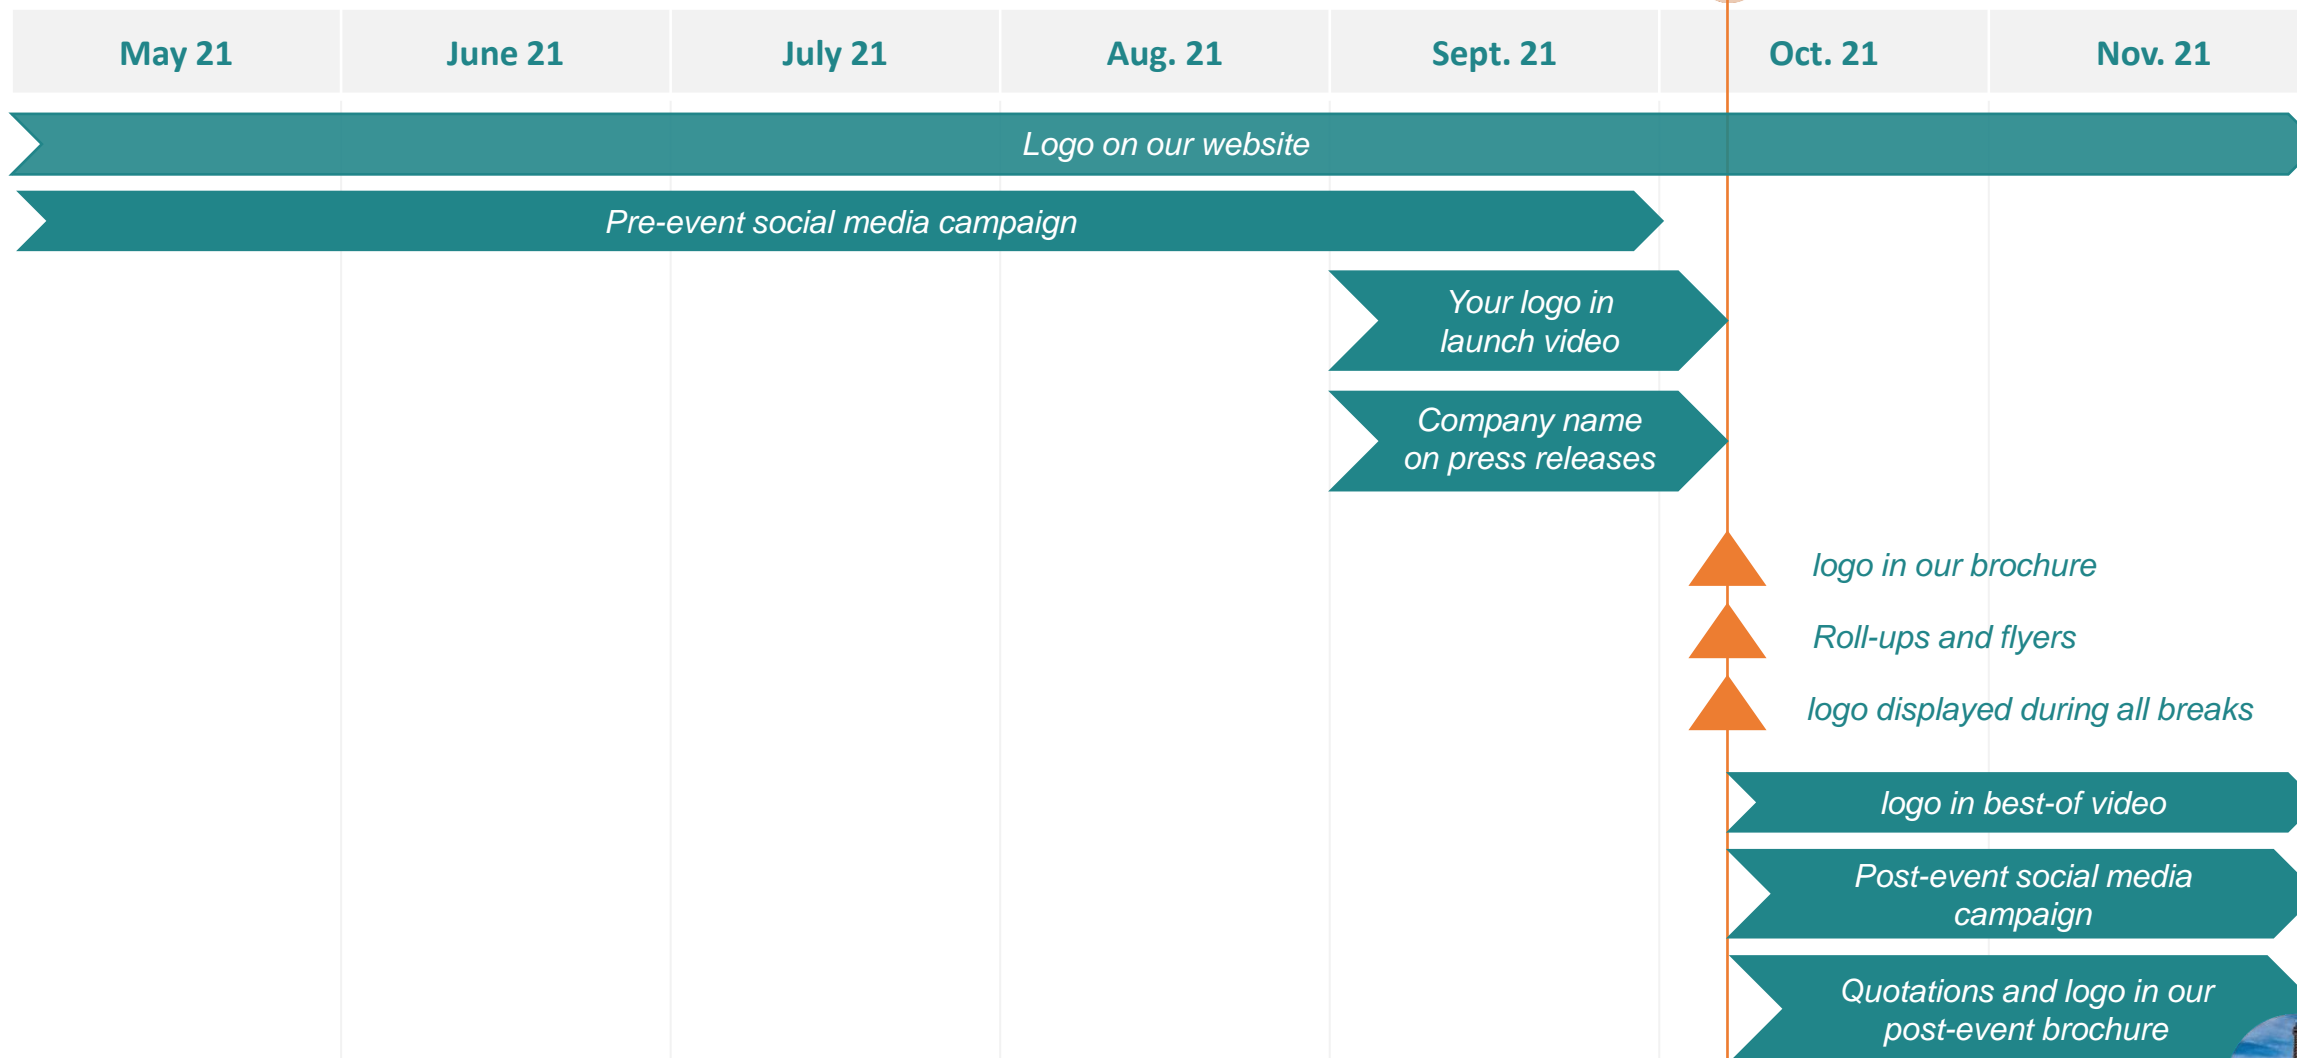 May 21
June 21
July 21
Aug. 21
Sept. 21
Oct. 21
Nov. 21
Logo on our website
Pre-event social media campaign
Your logo in
launch video
Company name
on press releases
logo in our brochure
Roll-ups and flyers
logo displayed during all breaks
logo in best-of video
Post-event social media
campaign
Quotations and logo in our
post-event brochure